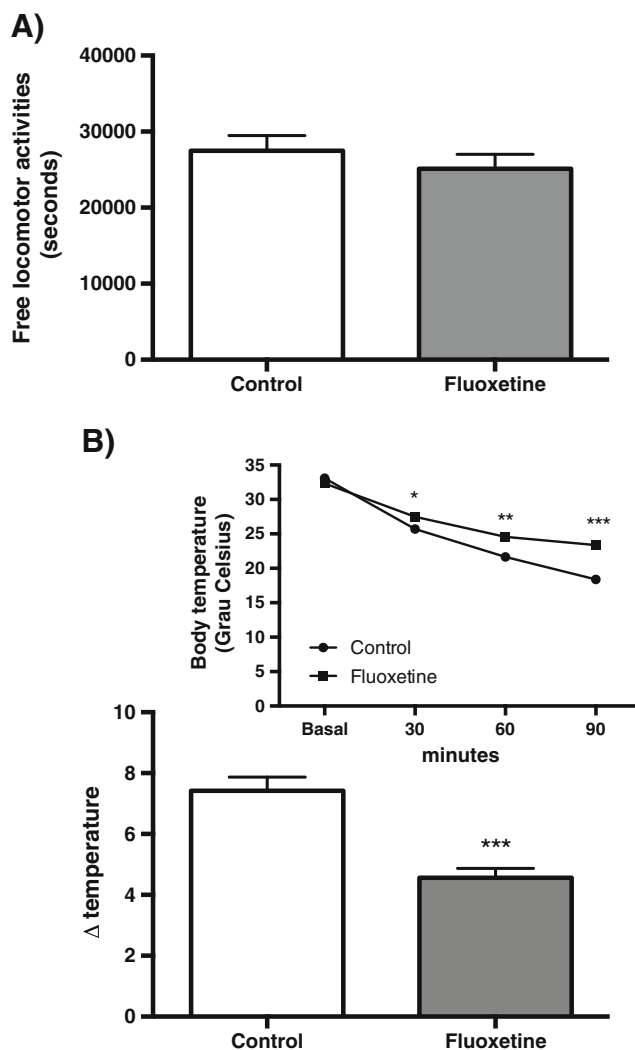 A)
Free locomotor activities
(seconds)
40000
30000
20000
10000
0
Control Fluoxetine
B)
Body temperature
(Grau Celsius)
35
30
25
20
15
10
5
0
* ** ***
Control
Fluoxetine
Basal 30 60 90
minutes
Δ temperature
10
8
6
4
2
0
***
Control Fluoxetine